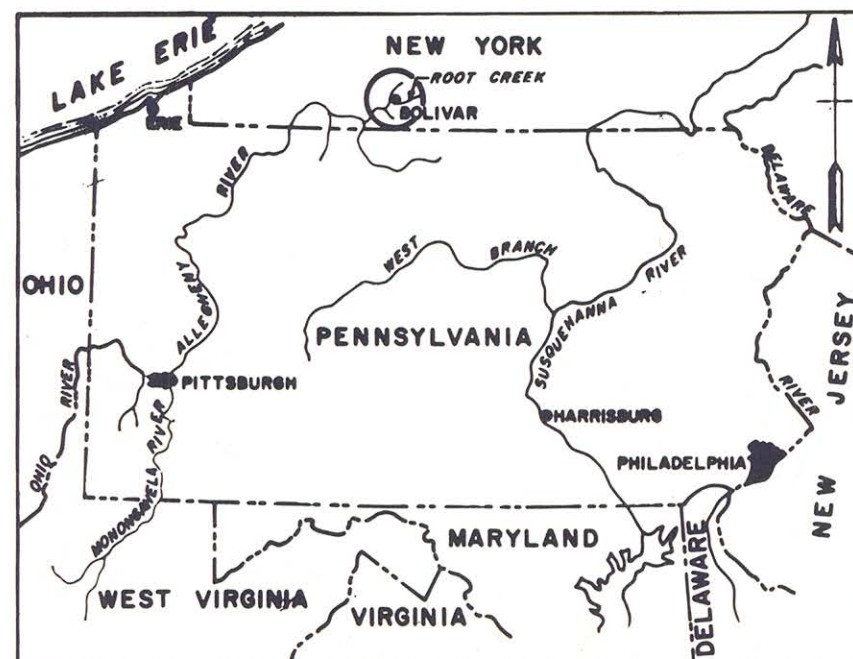 LAKE ERIE
NEW YORK
ROOT CREEK
BOLIVAR
ERIE
DELAWARE
RIVER
ALLEGHENY
RIVER
WEST
BRANCH
SUSQUEHANNA
RIVER
OHIO
PENNSYLVANIA
NEW JERSEY
PITTSBURGH
OHIO
RIVER
MONONGAHELA RIVER
HARRISBURG
PHILADELPHIA
MARYLAND
WEST VIRGINIA
VIRGINIA
DELAWARE